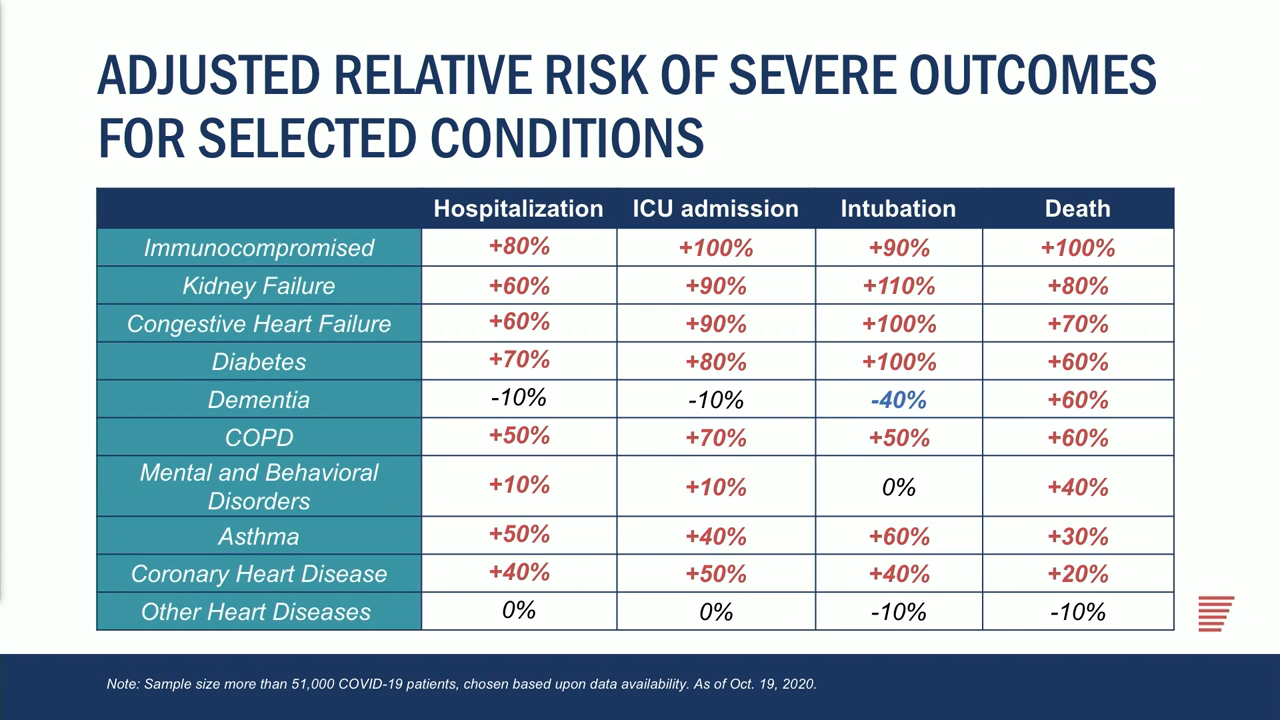 ADJUSTED RELATIVE RISK OF SEVERE OUTCOMES
FOR SELECTED CONDITIONS
Hospitalization ICU admission Intubation Death
Immunocompromised +80% +100% +90% +100%
Kidney Failure +60% +90% +110% +80%
Congestive Heart Failure +60% +90% +100% +70%
Diabetes +70% +80% +100% +60%
Dementia -10% -10% -40% +60%
COPD +50% +70% +50% +60%
Mental and Behavioral
Disorders +10% +10% 0% +40%
Asthma +50% +40% +60% +30%
Coronary Heart Disease +40% +50% +40% +20%
Other Heart Diseases 0% 0% -10% -10%
Note: Sample size more than 51,000 COVID-19 patients, chosen based upon data availability. As of Oct. 19, 2020.